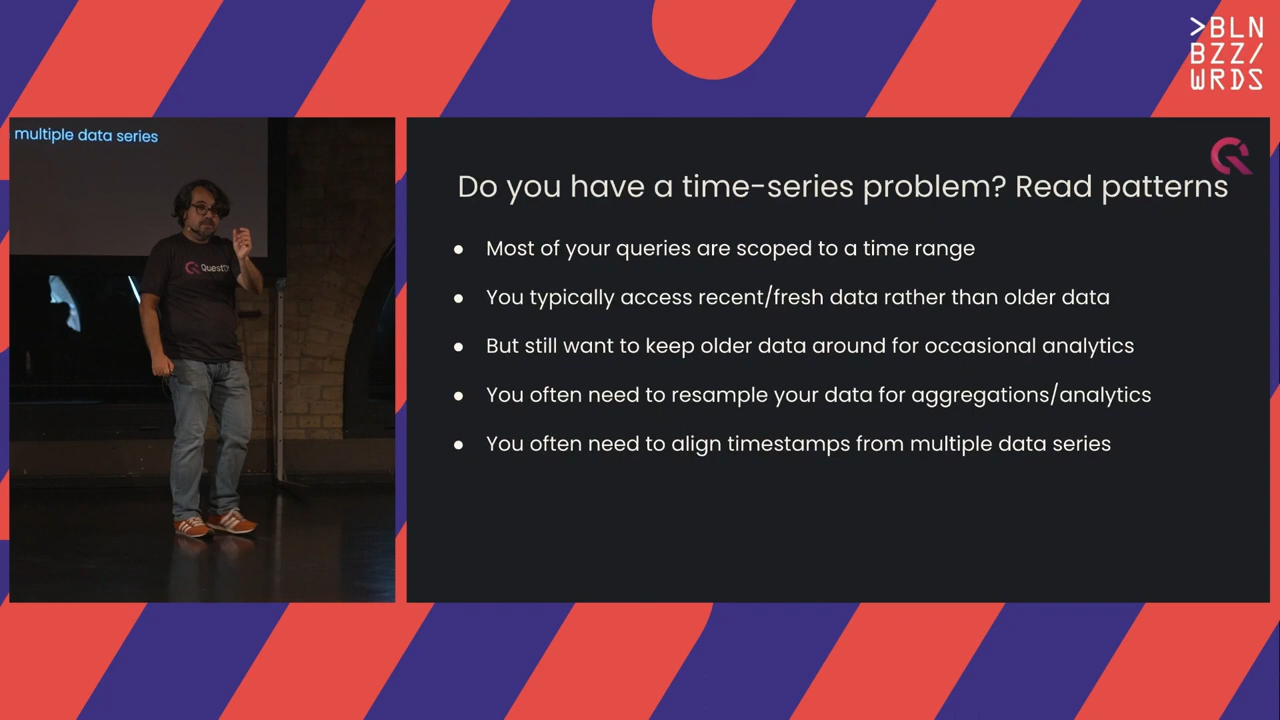 >BLN
BZZ/
WRDS
multiple data series
QuestDB
Do you have a time-series problem? Read patterns
● Most of your queries are scoped to a time range
● You typically access recent/fresh data rather than older data
● But still want to keep older data around for occasional analytics
● You often need to resample your data for aggregations/analytics
● You often need to align timestamps from multiple data series